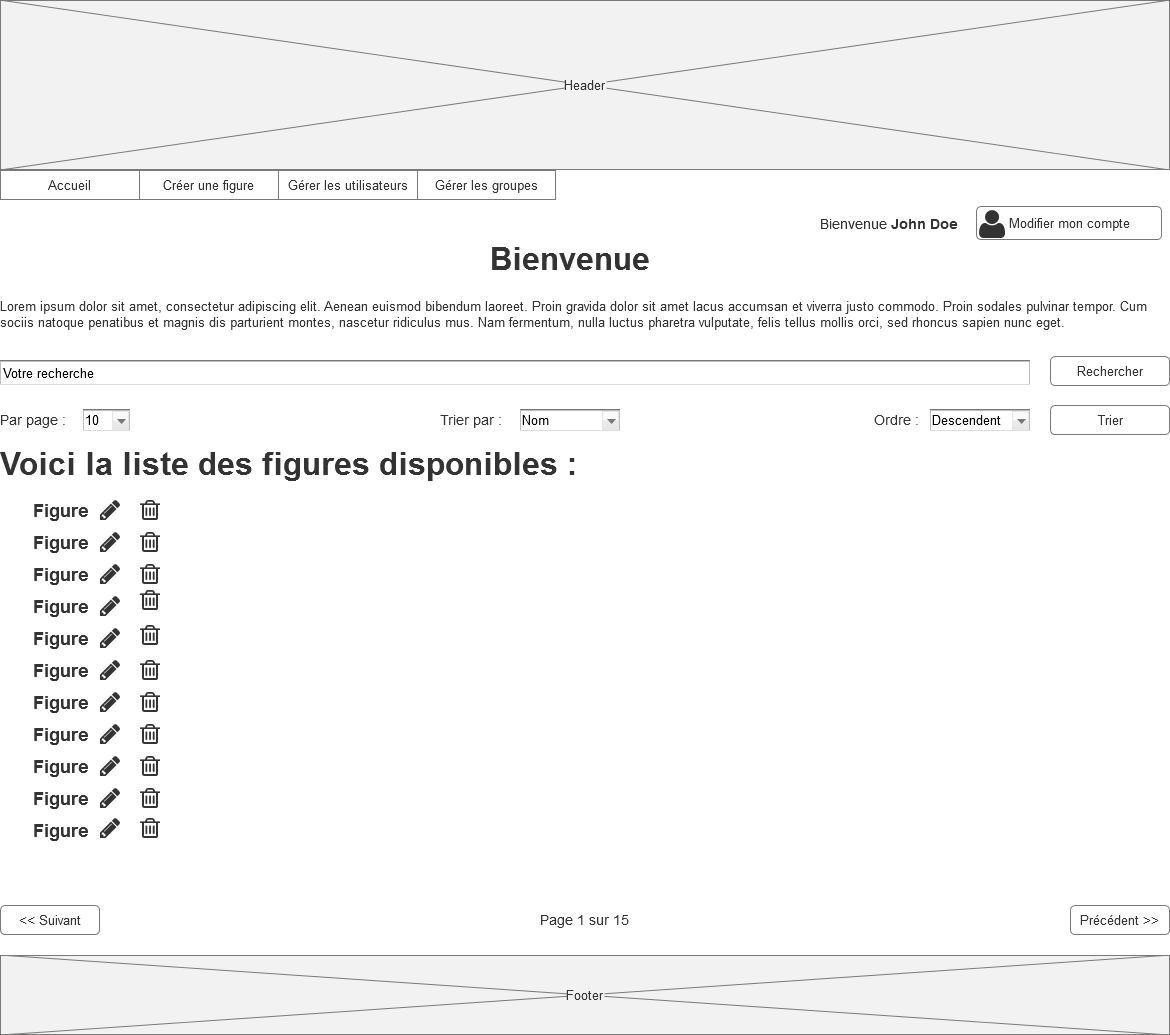 Header
Accueil Créer une figure Gérer les utilisateurs Gérer les groupes
Bienvenue John Doe Modifier mon compte
Bienvenue
Lorem ipsum dolor sit amet, consectetur adipiscing elit. Aenean euismod bibendum laoreet. Proin gravida dolor sit amet lacus accumsan et viverra justo commodo. Proin sodales pulvinar tempor. Cum
sociis natoque penatibus et magnis dis parturient montes, nascetur ridiculus mus. Nam fermentum, nulla luctus pharetra vulputate, felis tellus mollis orci, sed rhoncus sapien nunc eget.
Votre recherche Rechercher
Par page : 10 Trier par : Nom Ordre : Descendent Trier
Voici la liste des figures disponibles :
Figure
Figure
Figure
Figure
Figure
Figure
Figure
Figure
Figure
Figure
Figure
<< Suivant Page 1 sur 15 Précédent >>
Footer